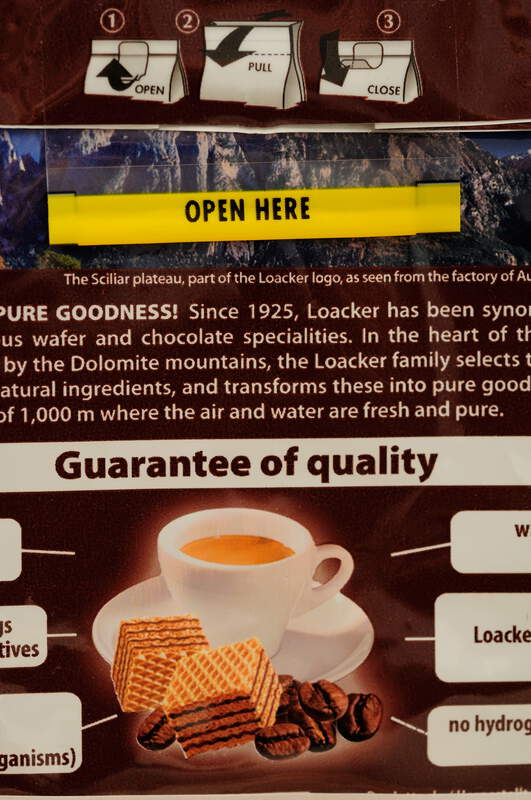 1 2 3
OPEN PULL CLOSE
OPEN HERE
The Sciliar plateau, part of the Loacker logo, as seen from the factory of Au
PURE GOODNESS! Since 1925, Loacker has been synon
ous wafer and chocolate specialities. In the heart of th
by the Dolomite mountains, the Loacker family selects t
atural ingredients, and transforms these into pure good
of 1,000 m where the air and water are fresh and pure.
Guarantee of quality
w
gs
tives
Loacke
no hydrog
ganisms)